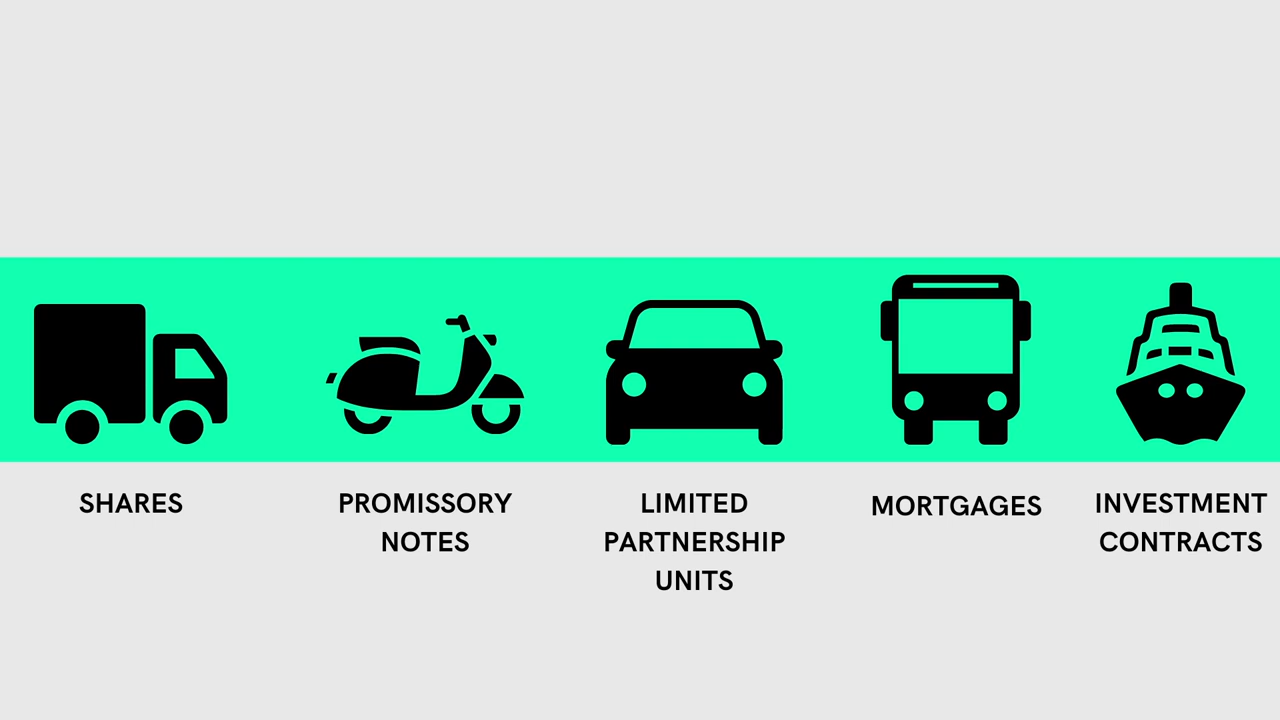 SHARES
PROMISSORY
NOTES
LIMITED
PARTNERSHIP
UNITS
MORTGAGES
INVESTMENT
CONTRACTS